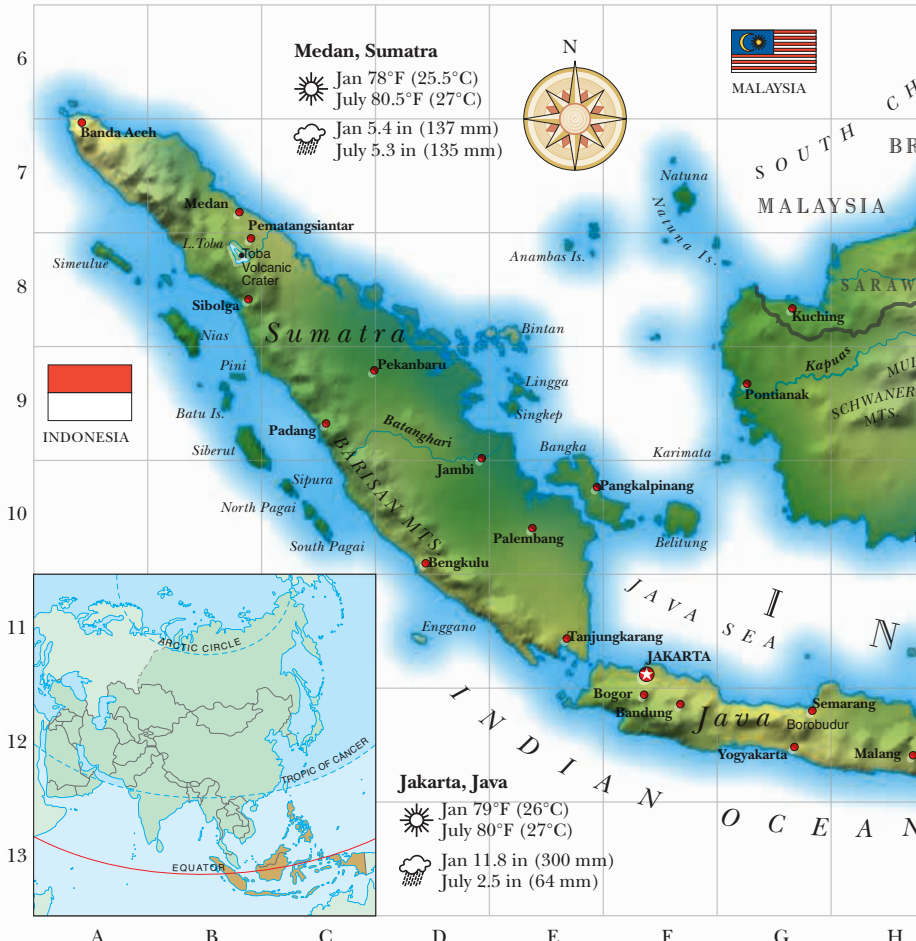 6
7
8
9
10
11
12
13
A
B
C
D
E
F
G
H
Medan, Sumatra
Jan 78°F (25.5°C)
July 80.5°F (27°C)
Jan 5.4 in (137 mm)
July 5.3 in (135 mm)
N
MALAYSIA
SOUTH CH
BR
MALAYSIA
SARAW
Banda Aceh
Medan
Pematangsiantar
L.Toba
Toba
Volcanic
Crater
Simeulue
Sibolga
Sumatra
Nias
Pini
Batu Is.
Siberut
Sipura
North Pagai
South Pagai
Natuna
Natuna Is.
Anambas Is.
Bintan
Lingga
Singkep
Kuching
Kapuas
MUL
Pontianak
SCHWANER
MTS.
INDONESIA
Pekanbaru
Padang
Batanghari
BARISAN MTS.
Jambi
Bangka
Karimata
Pangkalpinang
Palembang
Belitung
Bengkulu
Enggano
Tanjungkarang
JAVA SEA
I
N
JAKARTA
Bogor
Bandung
Java
Semarang
Borobudur
Yogyakarta
Malang
INDIAN OCEAN
ARCTIC CIRCLE
TROPIC OF CANCER
EQUATOR
Jakarta, Java
Jan 79°F (26°C)
July 80°F (27°C)
Jan 11.8 in (300 mm)
July 2.5 in (64 mm)